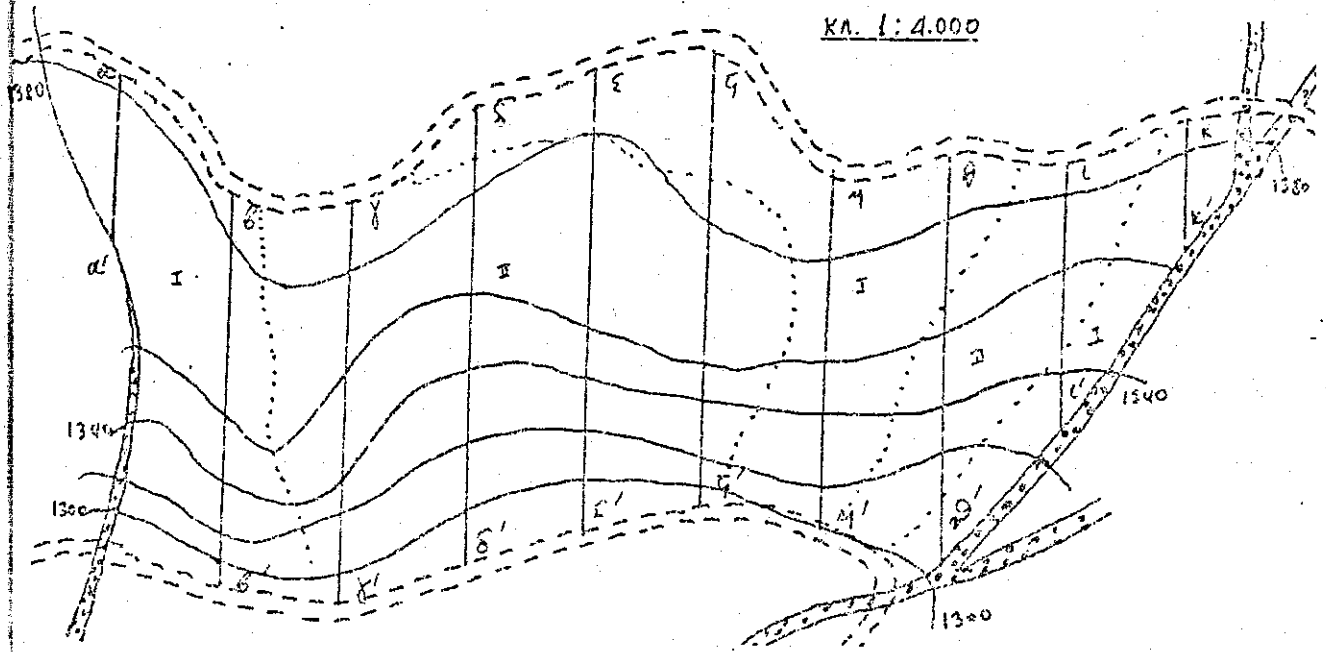 κλ. 1:4.000
α
β
γ
δ
ε
ζ
η
θ
ι
κ
1380
α'
I
II
I
II
I
κ'
1380
1340
1300
β'
γ'
δ'
ε'
ζ'
η'
θ'
ι'
1340
1300